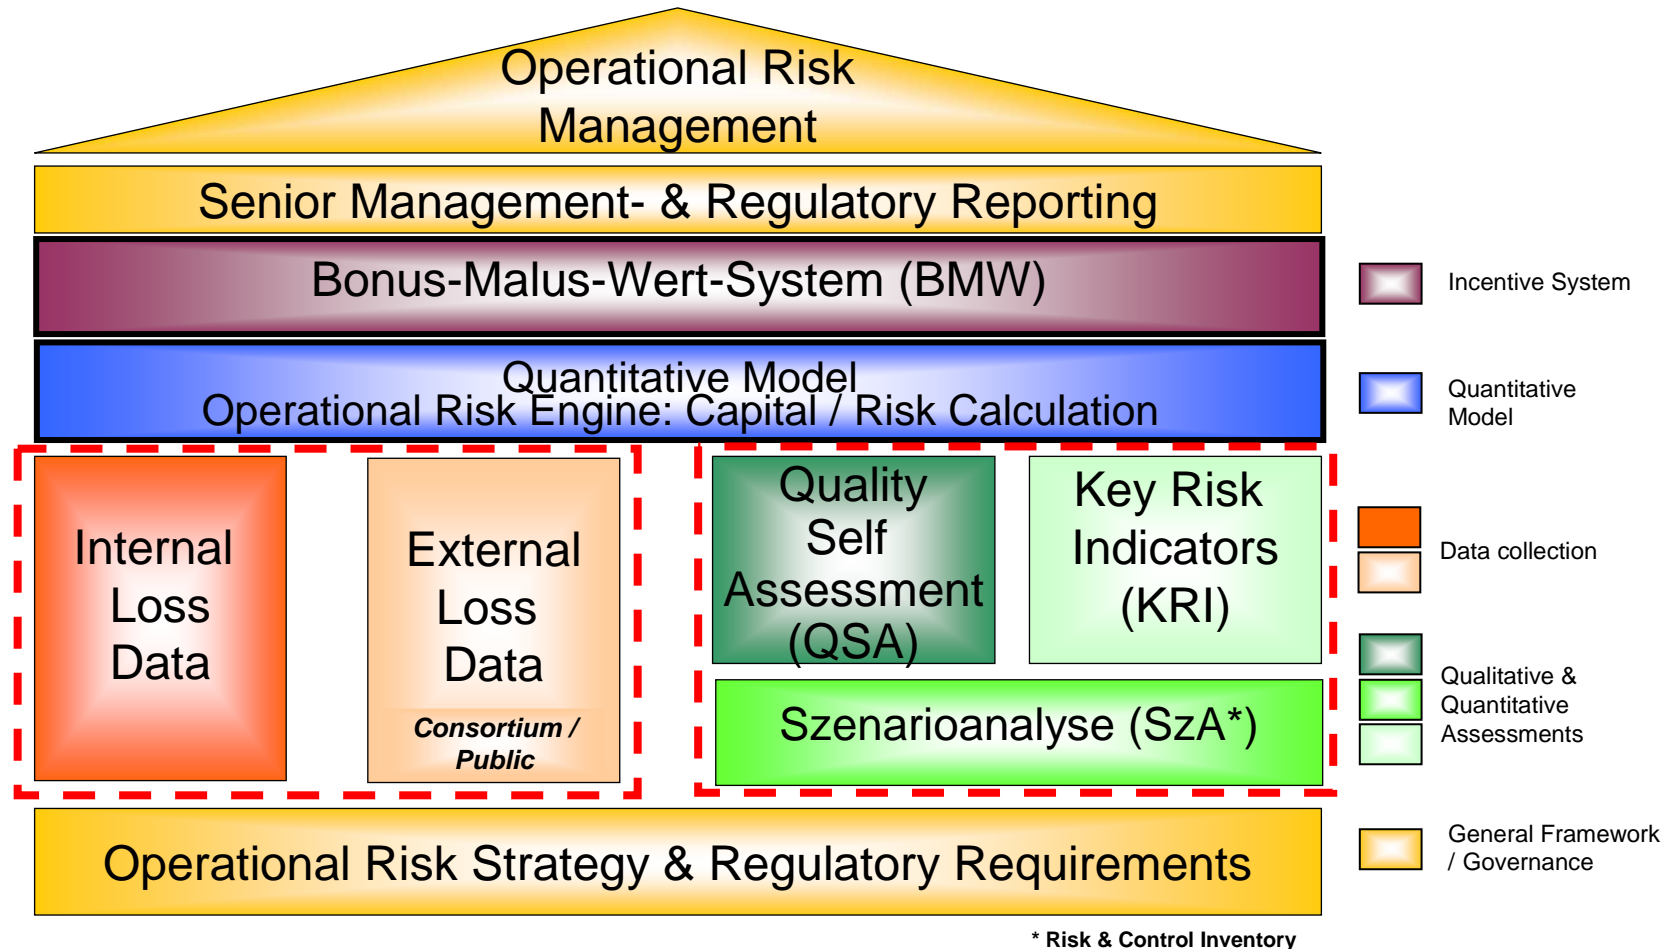 Operational Risk
Management
Senior Management- & Regulatory Reporting
Bonus-Malus-Wert-System (BMW)
Incentive System
Quantitative Model
Operational Risk Engine: Capital / Risk Calculation
Quantitative
Model
Internal
Loss
Data
External
Loss
Data
Consortium /
Public
Quality
Self
Assessment
(QSA)
Key Risk
Indicators
(KRI)
Szenarioanalyse (SzA*)
Data collection
Qualitative &
Quantitative
Assessments
Operational Risk Strategy & Regulatory Requirements
General Framework
/ Governance
* Risk & Control Inventory